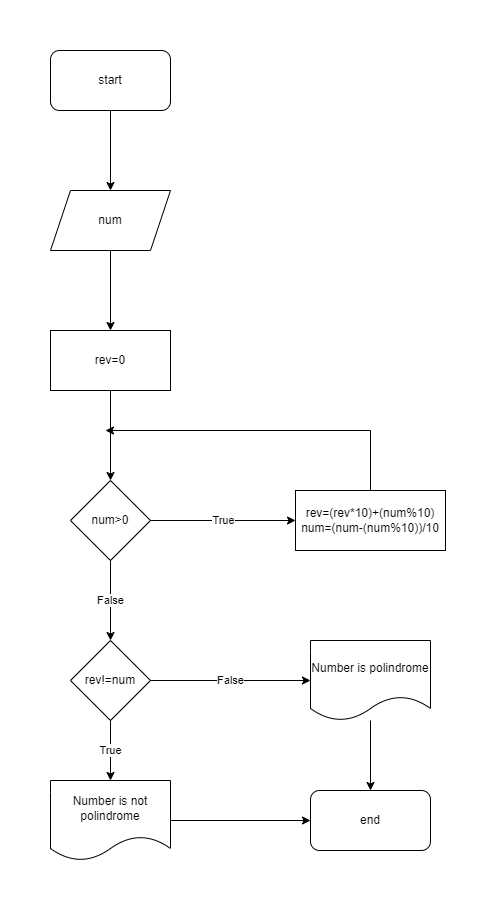 start
num
rev=0
num>0
True
rev=(rev*10)+(num%10)
num=(num-(num%10))/10
False
rev!=num
False
Number is polindrome
True
Number is not
polindrome
end